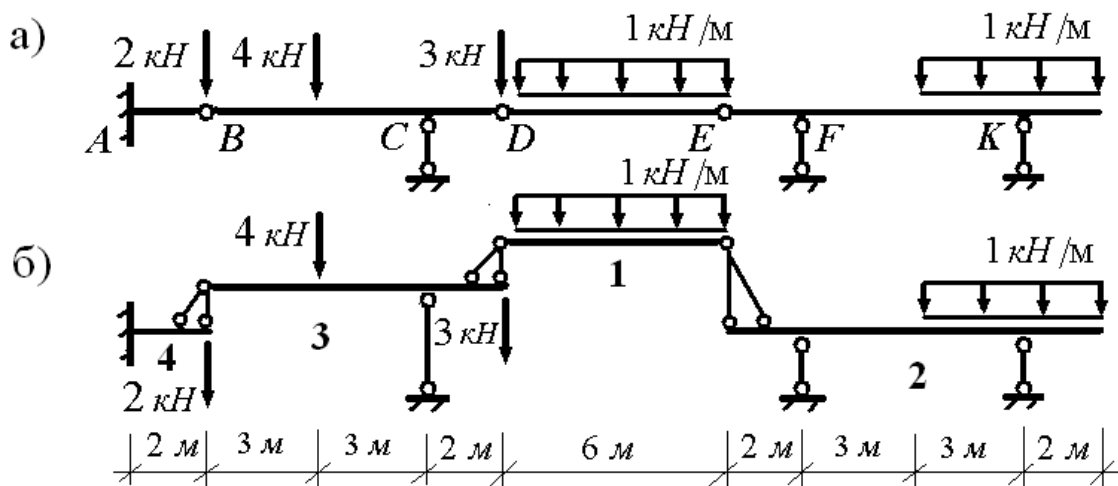 а) 2 кН 4 кН 3 кН 1 кН/м 1 кН/м
A B C D E F K
1 кН/м
б) 4 кН 1 1 кН/м
4 3 3 кН 2
2 кН
2 м 3 м 3 м 2 м 6 м 2 м 3 м 3 м 2 м